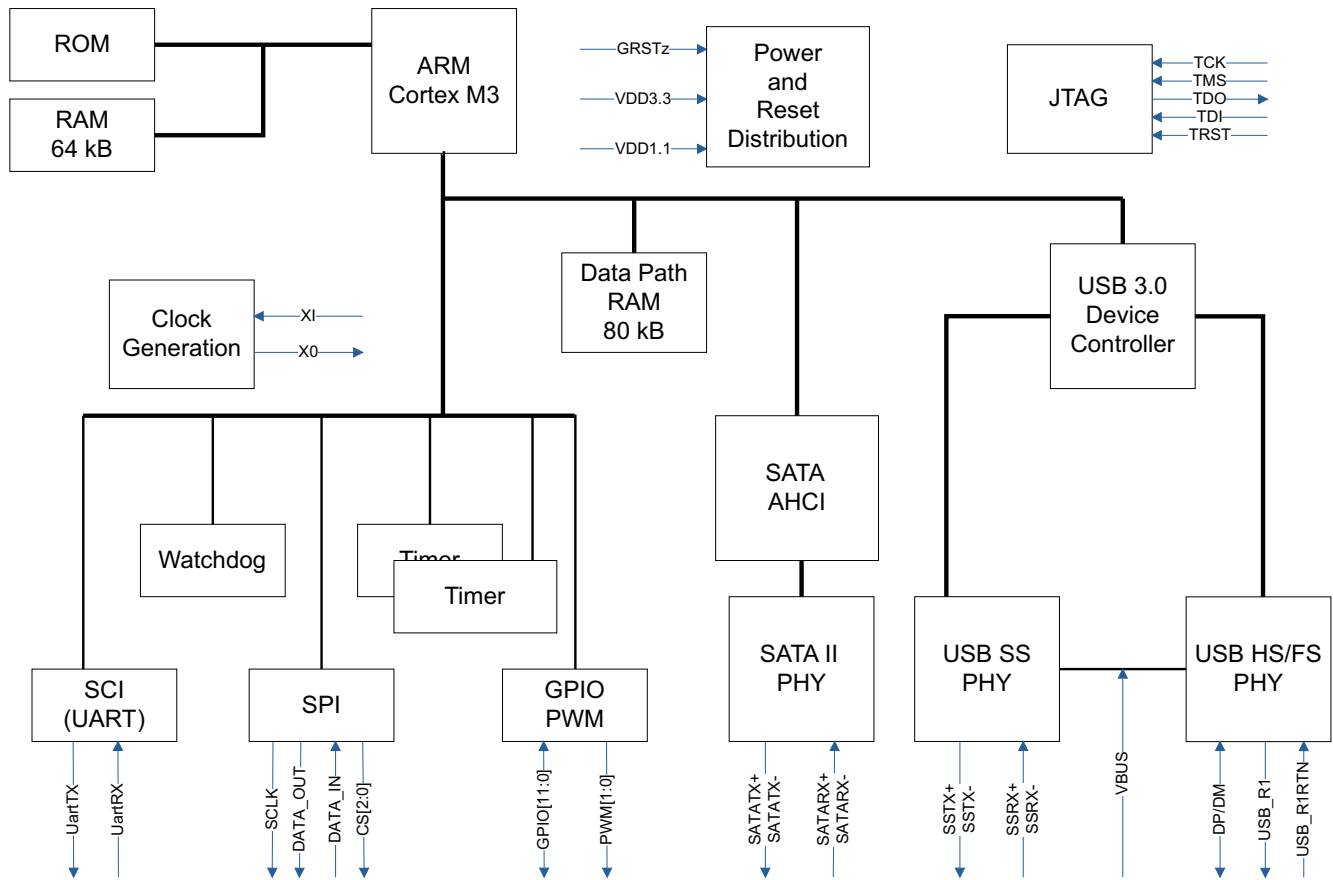 ROM
ARM
Cortex M3
RAM
64 kB
GRSTz
VDD3.3
VDD1.1
Power
and
Reset
Distribution
JTAG
TCK
TMS
TDO
TDI
TRST
Clock
Generation
XI
X0
Data Path
RAM
80 kB
USB 3.0
Device
Controller
SATA
AHCI
Watchdog
Timer
Timer
SCI
(UART)
SPI
GPIO
PWM
SATA II
PHY
USB SS
PHY
USB HS/FS
PHY
UartTX
UartRX
SCLK
DATA_OUT
DATA_IN
CS[2:0]
GPIO[11:0]
PWM[1:0]
SATATX+
SATATX-
SATARX+
SATARX-
SSTX+
SSTX-
SSRX+
SSRX-
VBUS
DP/DM
USB_R1
USB_R1RTN